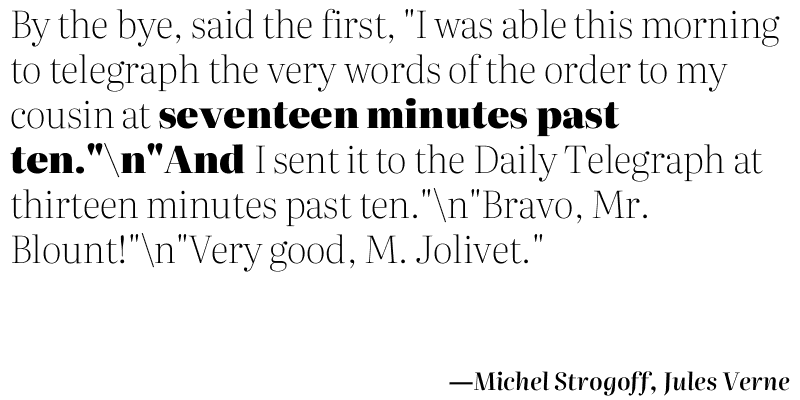 By the bye, said the first, "I was able this morning
to telegraph the very words of the order to my
cousin at seventeen minutes past
ten."\n"And I sent it to the Daily Telegraph at
thirteen minutes past ten."\n"Bravo, Mr.
Blount!"\n"Very good, M. Jolivet."
—Michel Strogoff, Jules Verne